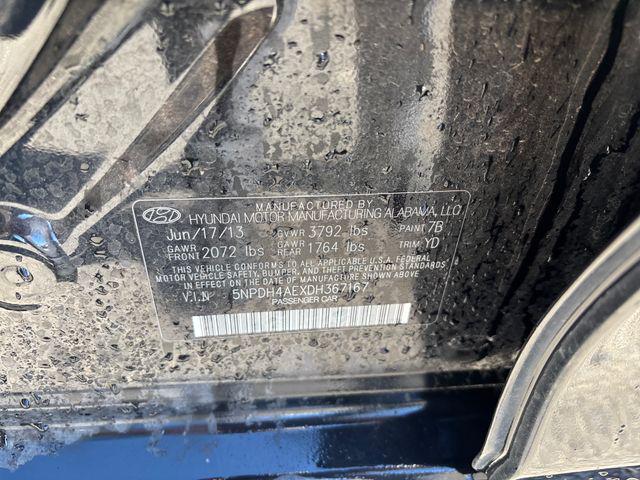 MANUFACTURED BY
HYUNDAI MOTOR MANUFACTURING ALABAMA, LLC
Jun/17/13 GVWR 3792 lbs PAINT 7B
GAWR FRONT 2072 lbs GAWR REAR 1764 lbs TRIM YD
THIS VEHICLE CONFORMS TO ALL APPLICABLE U.S. FEDERAL
MOTOR VEHICLE SAFETY, BUMPER, AND THEFT PREVENTION STANDARDS
IN EFFECT ON THE DATE OF MANUFACTURE SHOWN ABOVE.
V.I.N 5NPDH4AEXDH367167
PASSENGER CAR